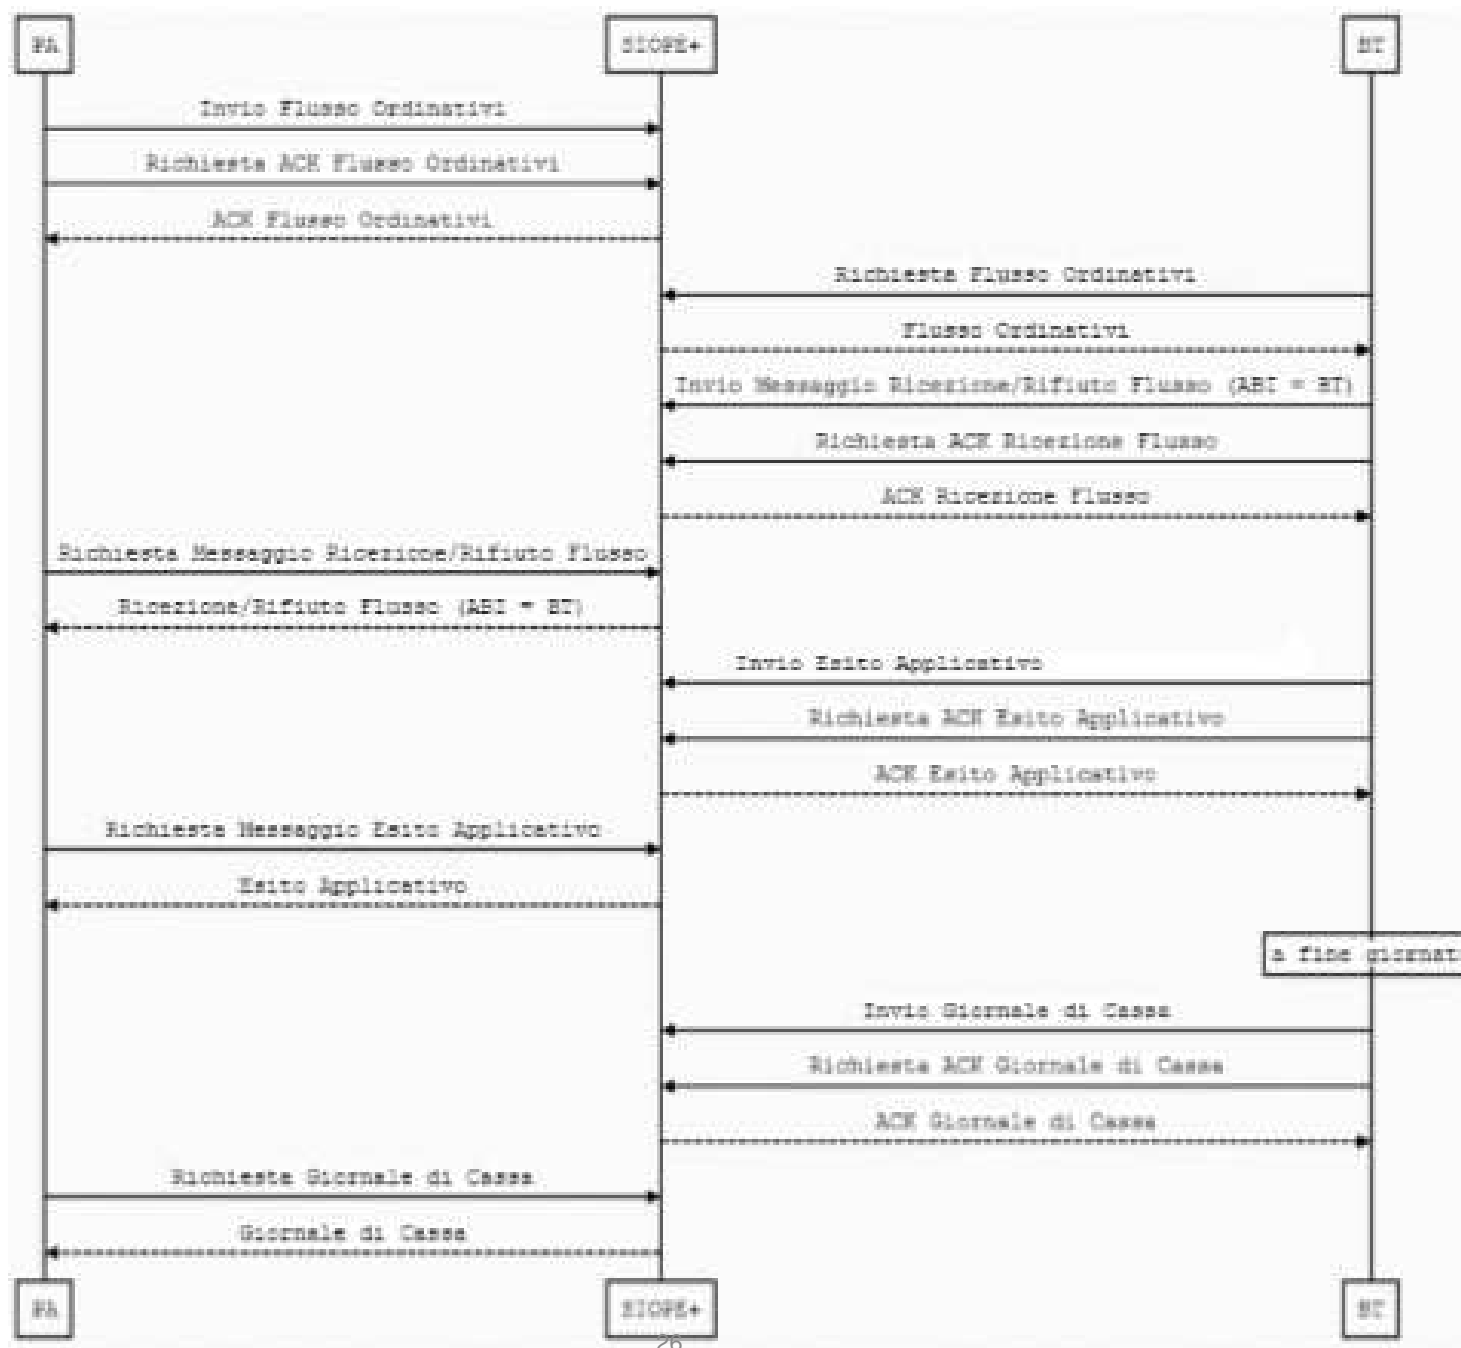 PA SIOPE+ BT
Invio Flusso Ordinativi
Richiesta ACK Flusso Ordinativi
ACK Flusso Ordinativi
Richiesta Flusso Ordinativi
Flusso Ordinativi
Invio Messaggio Ricezione/Rifiuto Flusso (ABI = BT)
Richiesta ACK Ricezione Flusso
ACK Ricezione Flusso
Richiesta Messaggio Ricezione/Rifiuto Flusso
Ricezione/Rifiuto Flusso (ABI = BT)
Invio Esito Applicativo
Richiesta ACK Esito Applicativo
ACK Esito Applicativo
Richiesta Messaggio Esito Applicativo
Esito Applicativo
a fine giornat
Invio Giornale di Cassa
Richiesta ACK Giornale di Cassa
ACK Giornale di Cassa
Richiesta Giornale di Cassa
Giornale di Cassa
PA SIOPE+ BT
26